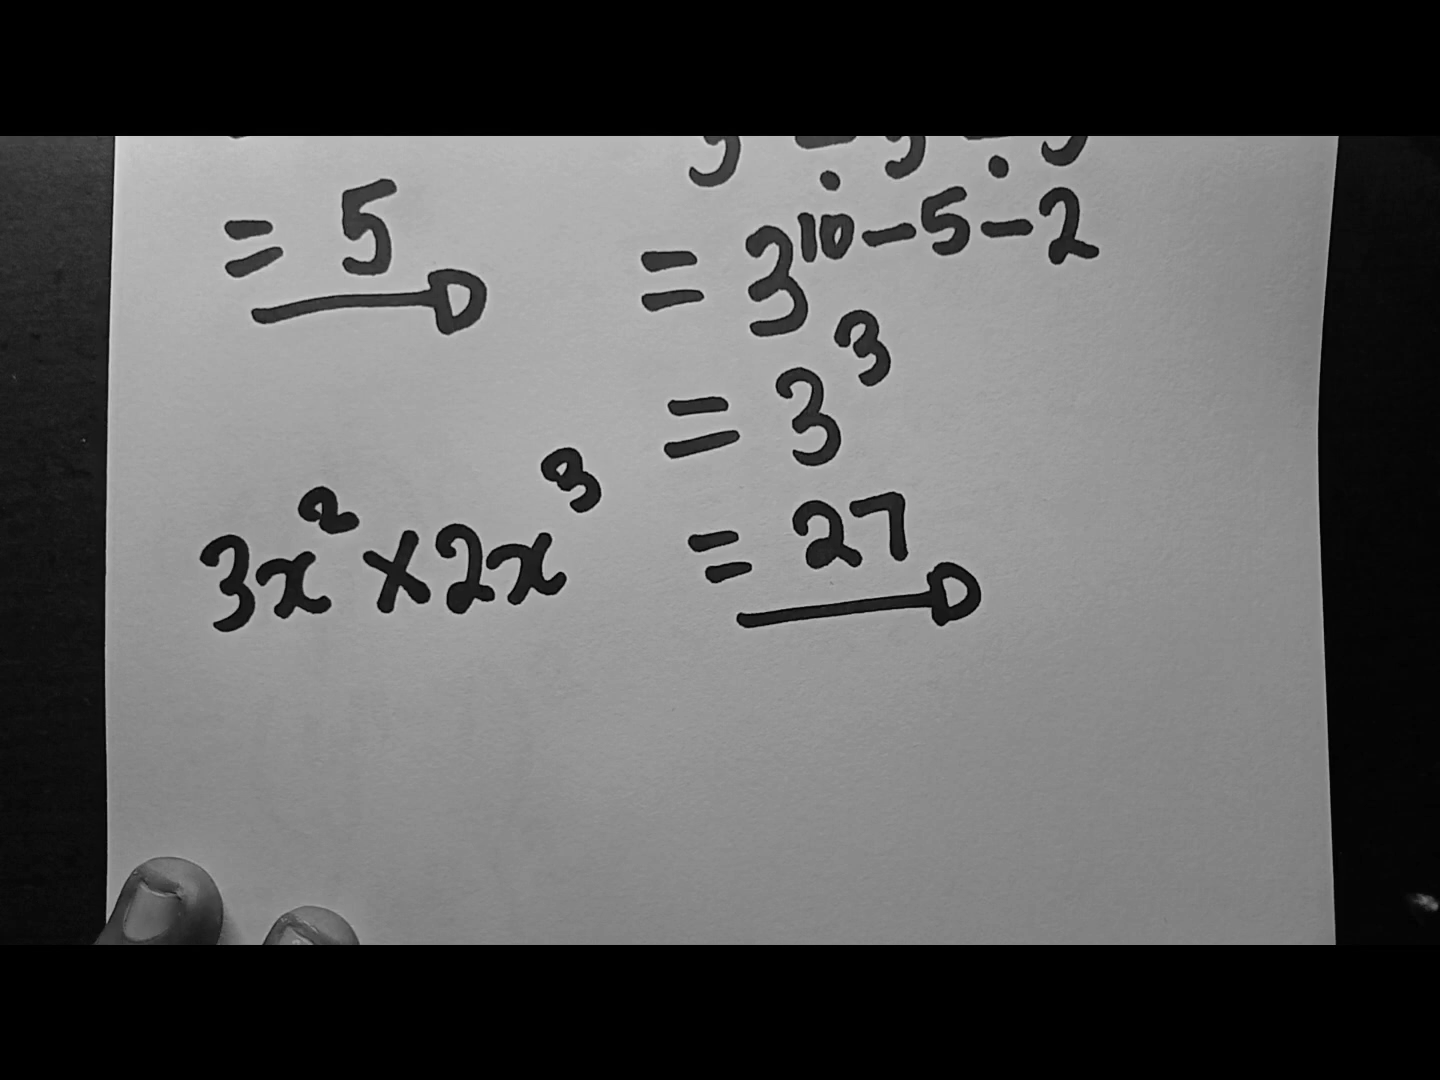 = 5
= 3^{10-5-2}
= 3^3
3x^2 × 2x^3
= 27